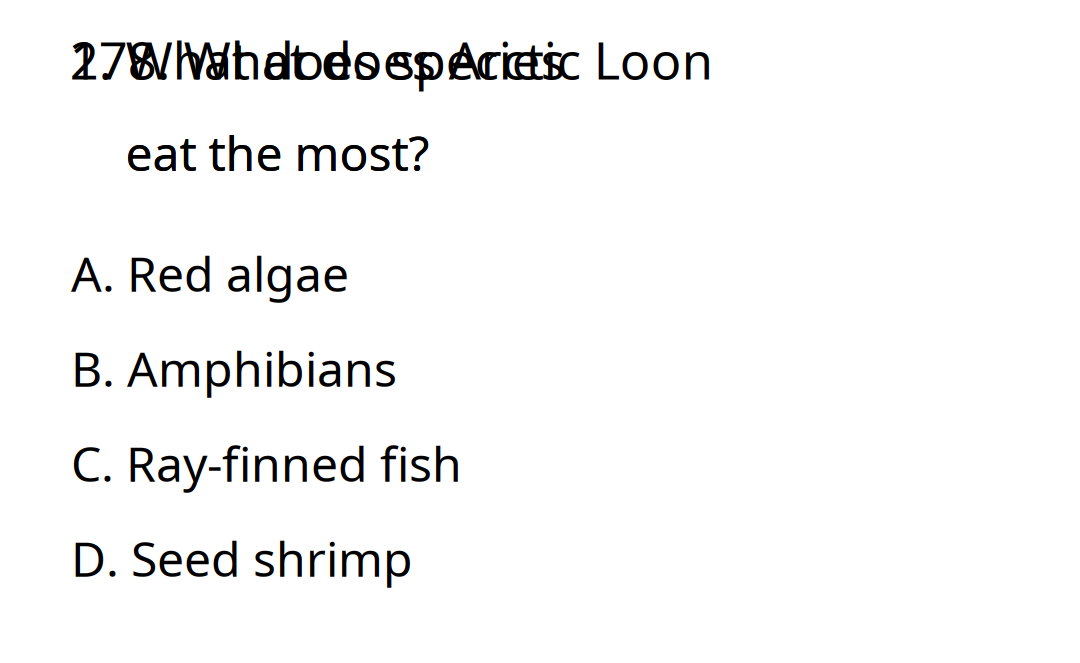 Loon
eat the most?
A. Red algae
B. Amphibians
C. Ray-finned fish
D. Seed shrimp